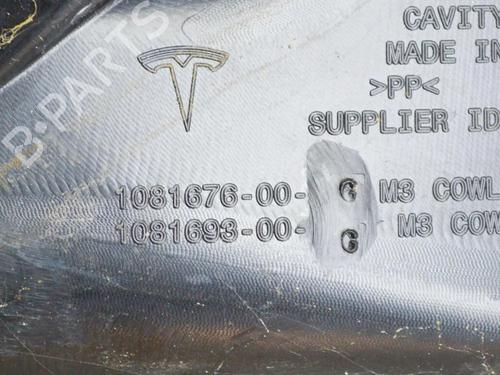 CAVITY
MADE IN
>PP<
SUPPLIER ID
1081676-00-G M3 COWL
1081693-00-G M3 COW
B-PARTS